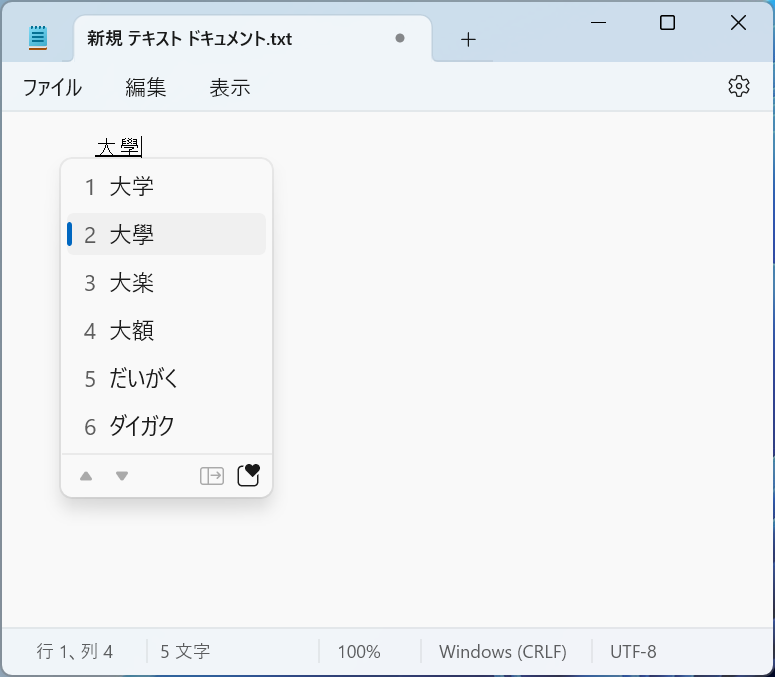 新規 テキスト ドキュメント.txt
ファイル 編集 表示
大學
1 大学
2 大學
3 大楽
4 大額
5 だいがく
6 ダイガク
行 1、列 4 5 文字 100% Windows (CRLF) UTF-8